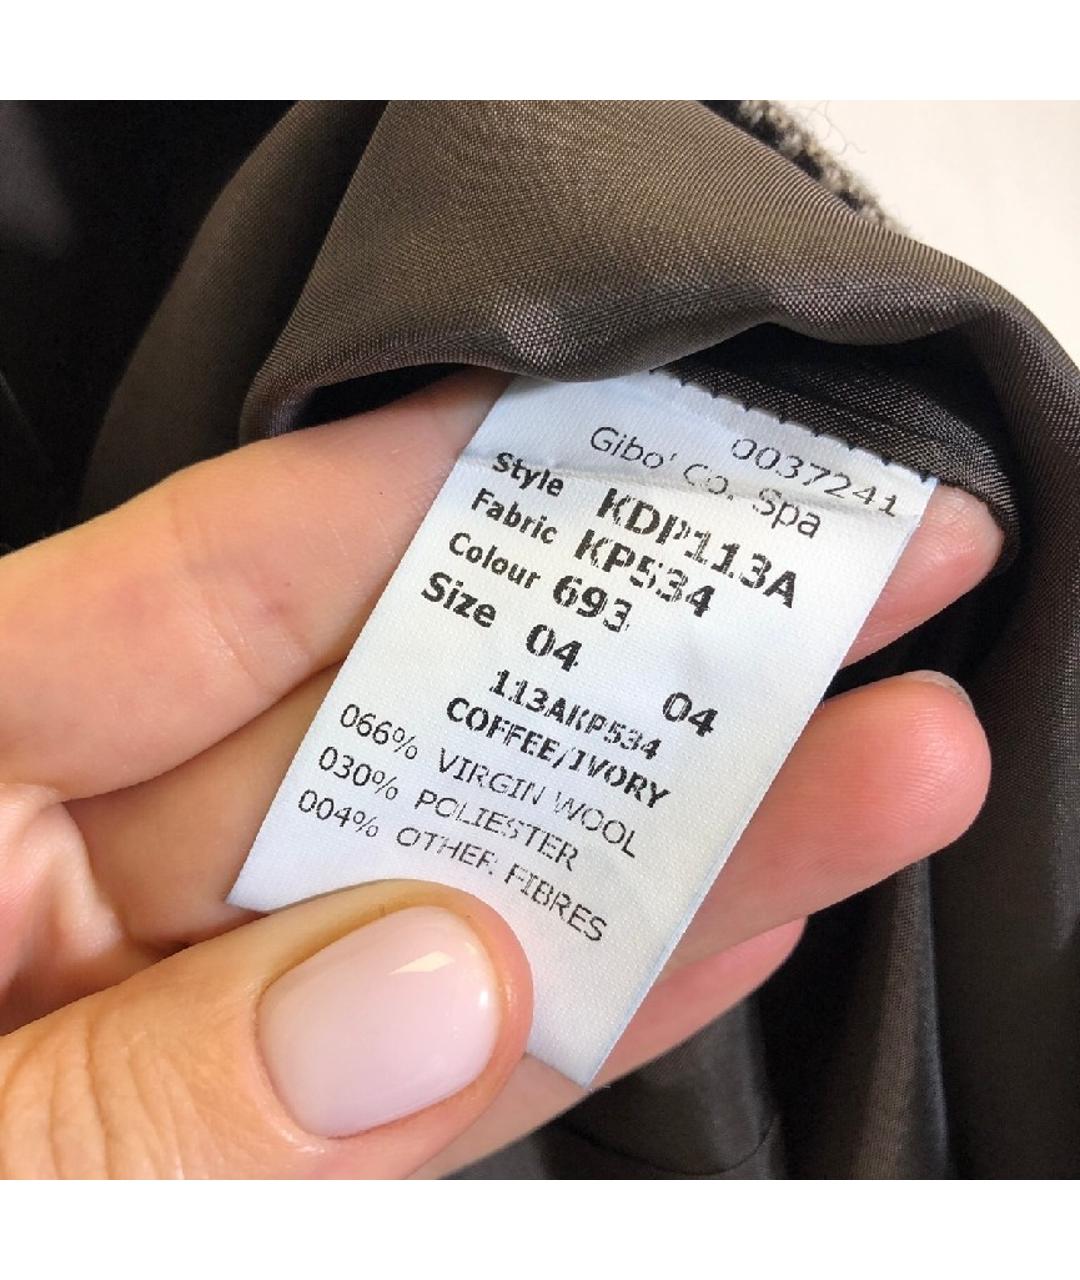 0037241
Gibo' Co. Spa
Style KDP113A
Fabric KP534
Colour 693
Size 04
04
113AKP534
COFFEE/IVORY
066% VIRGIN WOOL
030% POLIESTER
004% OTHER FIBRES